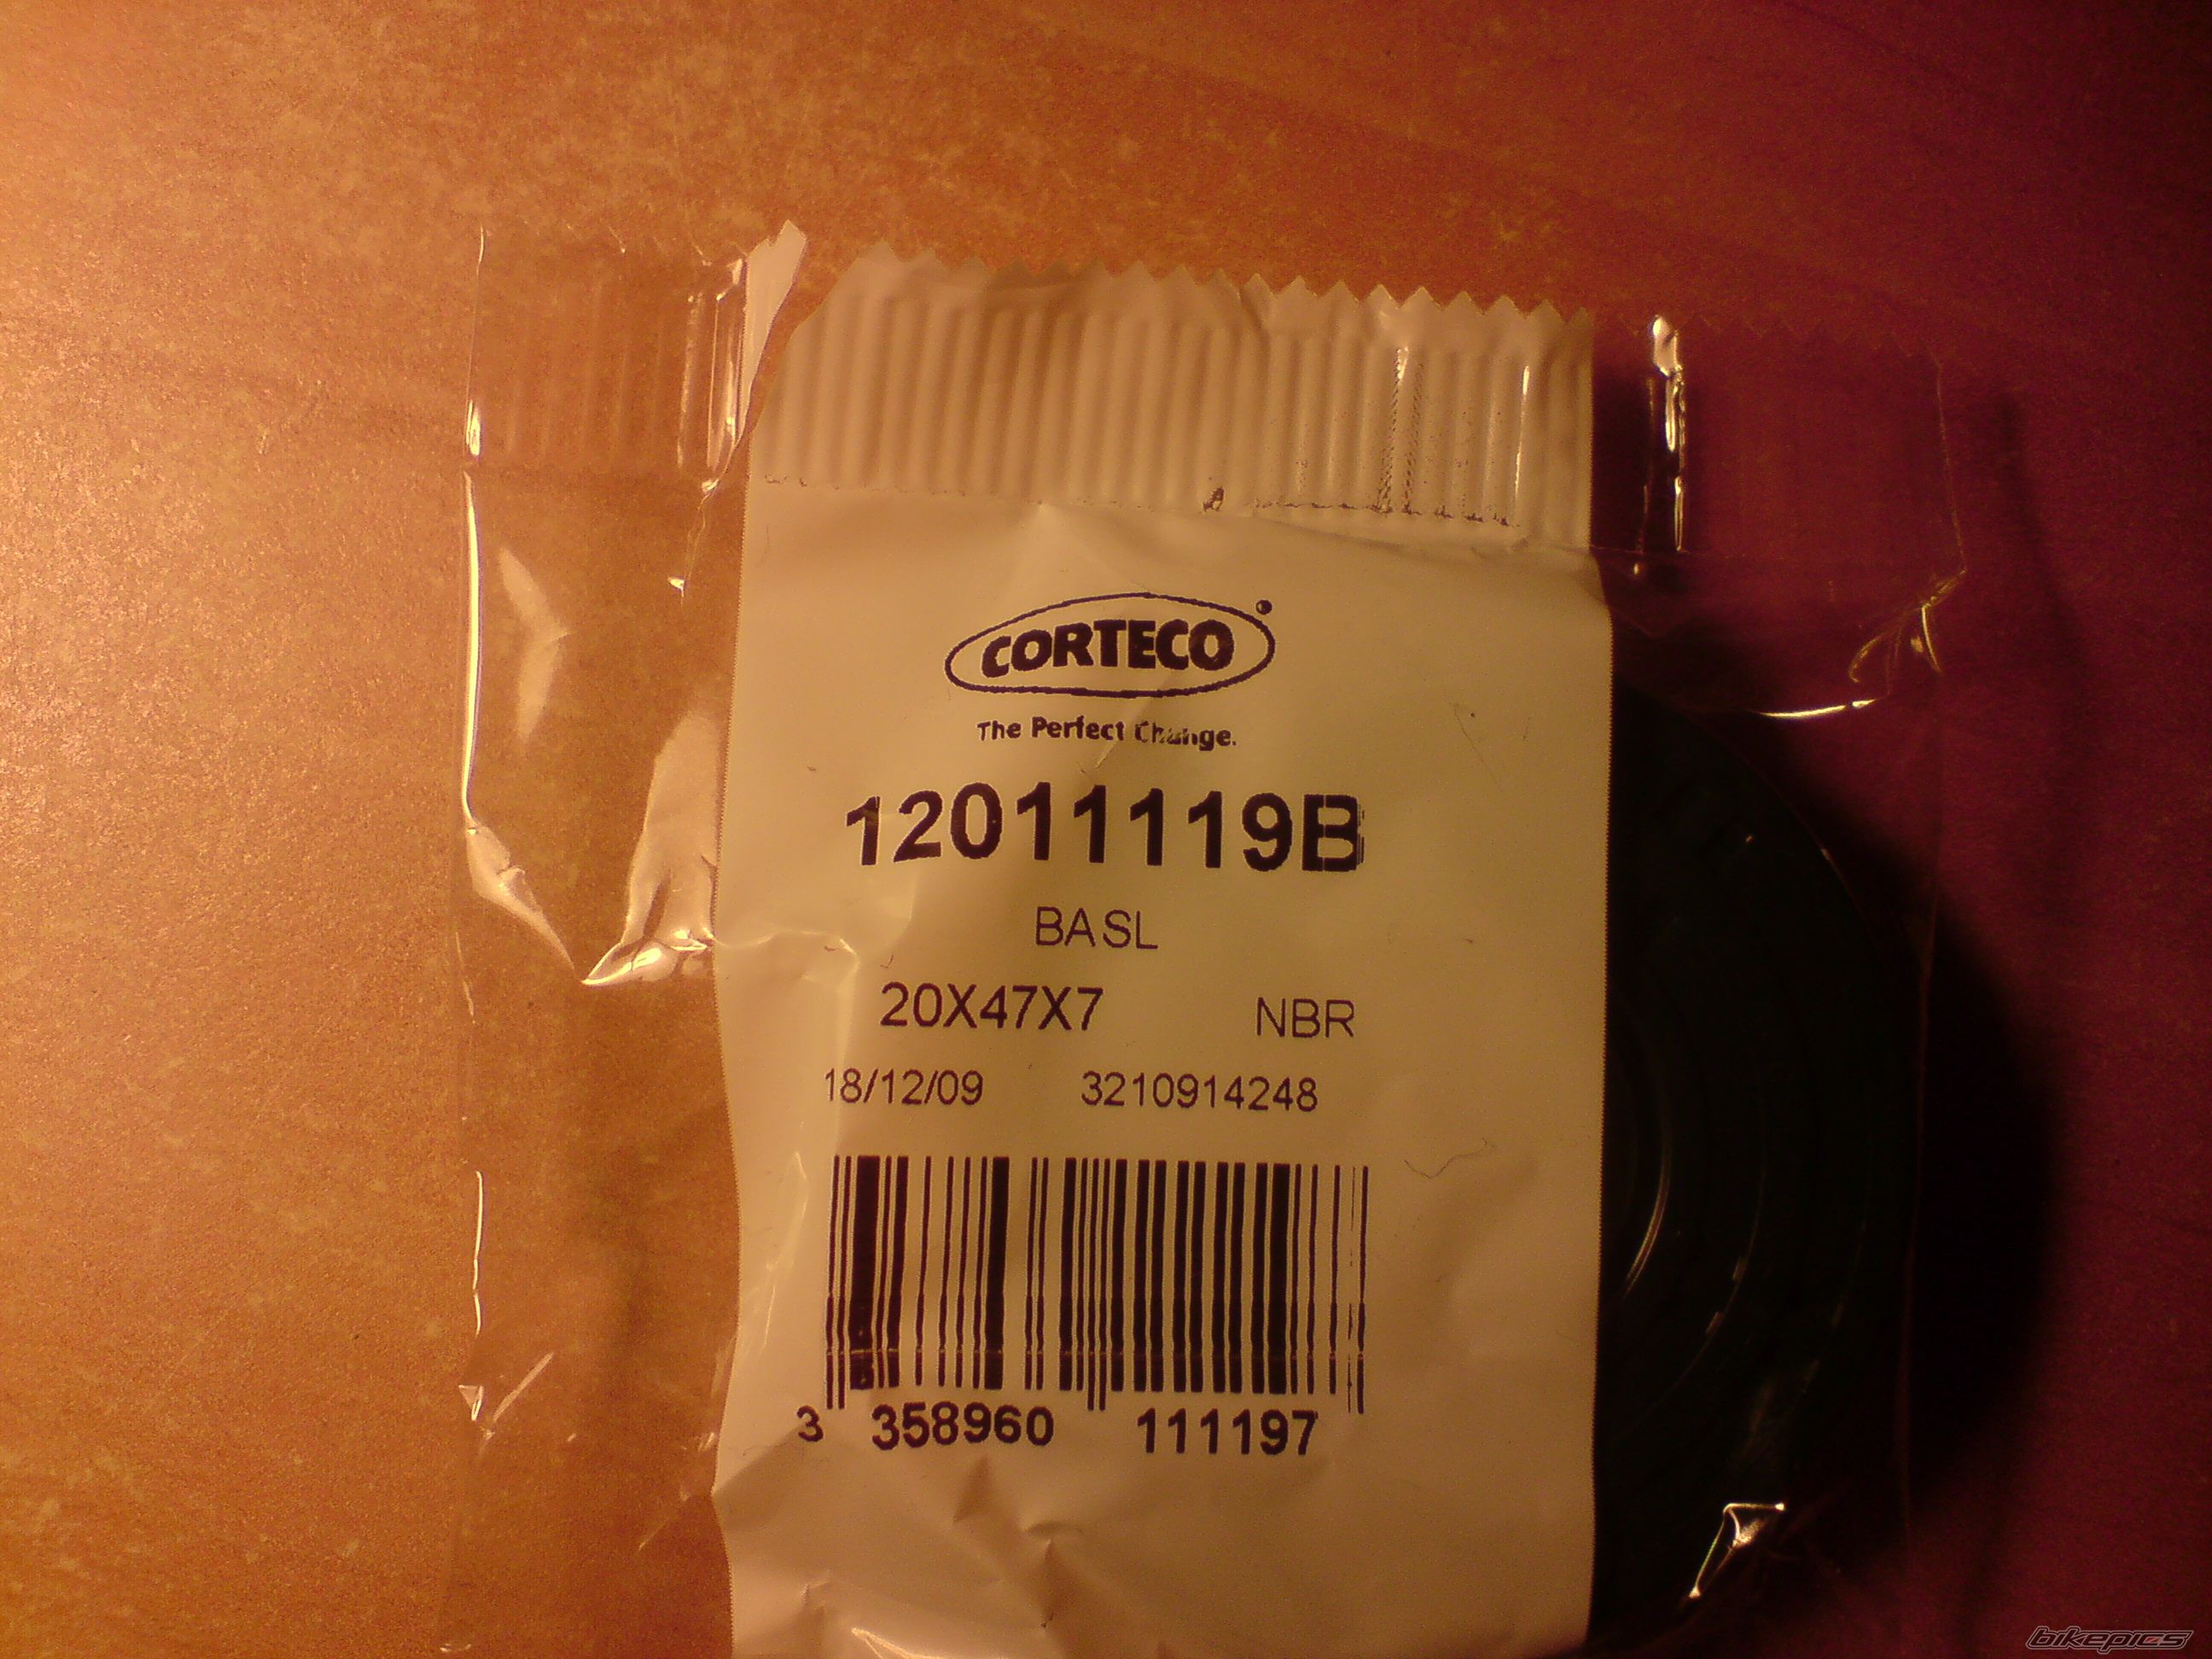 CORTECO
The Perfect Change.
12011119B
BASL
20X47X7 NBR
18/12/09 3210914248
3 358960 111197
bikepics